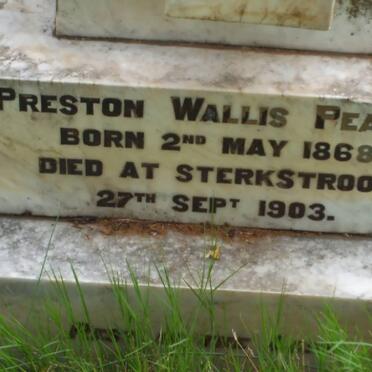 PRESTON WALLIS PEA
BORN 2ND MAY 1868
DIED AT STERKSTROO
27TH SEPT 1903.